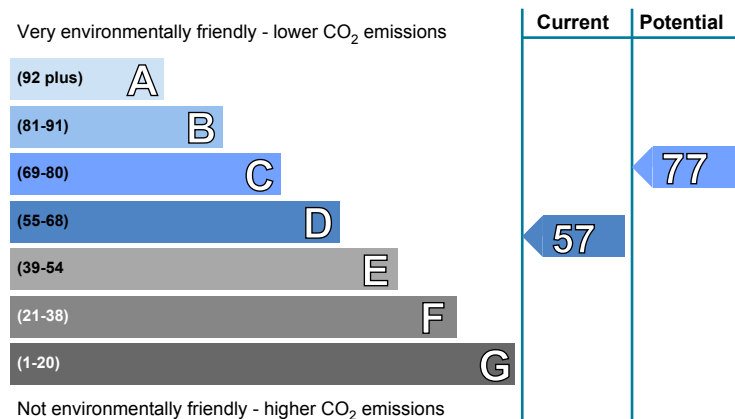 Current Potential
Very environmentally friendly - lower CO₂ emissions
(92 plus) A
(81-91) B
(69-80) C
77
(55-68) D
57
(39-54 E
(21-38) F
(1-20) G
Not environmentally friendly - higher CO₂ emissions